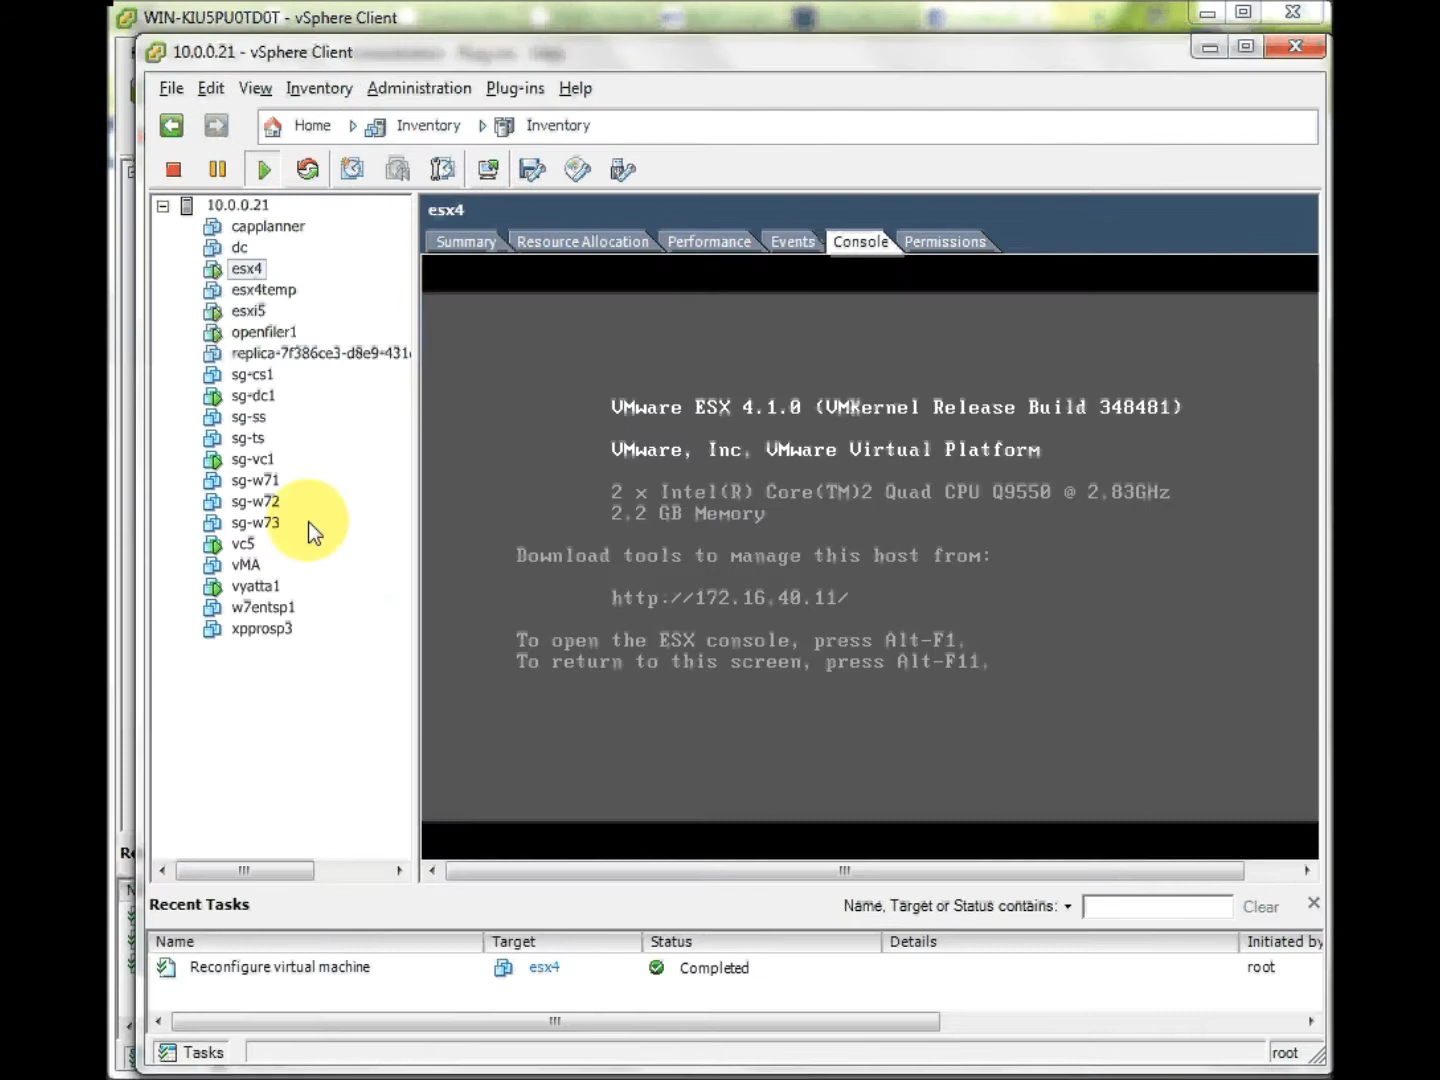 WIN-KIU5PU0TD0T - vSphere Client
10.0.0.21 - vSphere Client
File Edit View Inventory Administration Plug-ins Help
Home Inventory Inventory
10.0.0.21
capplanner
dc
esx4
esx4temp
esxi5
openfiler1
replica-7f386ce3-d8e9-431
sg-cs1
sg-dc1
sg-ss
sg-ts
sg-vc1
sg-w71
sg-w72
sg-w73
vc5
vMA
vyatta1
w7entsp1
xpprosp3
esx4
Summary Resource Allocation Performance Events Console Permissions
VMware ESX 4.1.0 (VMKernel Release Build 348481)
VMware, Inc. VMware Virtual Platform
2 x Intel(R) Core(TM)2 Quad CPU Q9550 @ 2.83GHz
2.2 GB Memory
Download tools to manage this host from:
http://172.16.40.11/
To open the ESX console, press Alt-F1.
To return to this screen, press Alt-F11.
Recent Tasks
Name, Target or Status contains: Clear
Name Target Status Details Initiated by
Reconfigure virtual machine esx4 Completed root
Tasks root